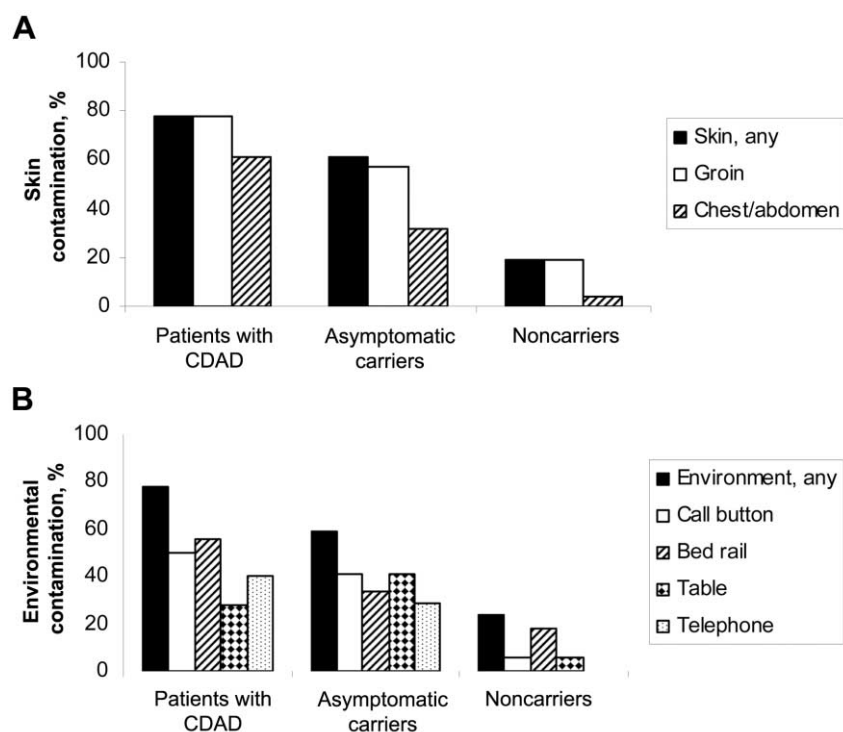 A
Skin
contamination, %
100
80
60
40
20
0
Patients with
CDAD
Asymptomatic
carriers
Noncarriers
Skin, any
Groin
Chest/abdomen
B
Environmental
contamination, %
100
80
60
40
20
0
Patients with
CDAD
Asymptomatic
carriers
Noncarriers
Environment, any
Call button
Bed rail
Table
Telephone